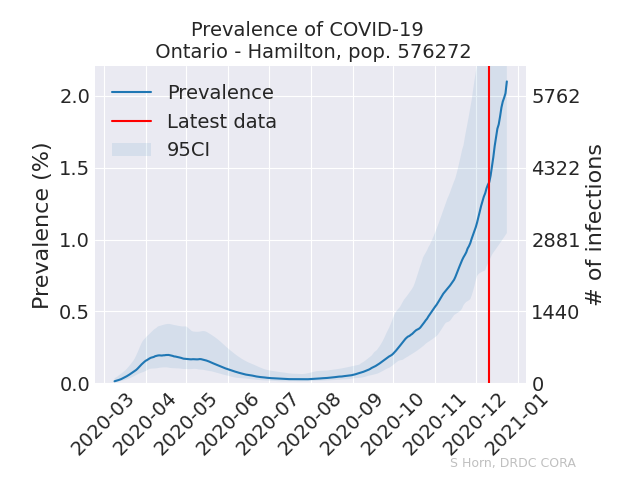 Prevalence of COVID-19
Ontario - Hamilton, pop. 576272
Prevalence
Latest data
95CI
Prevalence (%)
2.0
1.5
1.0
0.5
0.0
5762
4322
2881
1440
0
# of infections
2020-03
2020-04
2020-05
2020-06
2020-07
2020-08
2020-09
2020-10
2020-11
2020-12
2021-01
S Horn, DRDC CORA